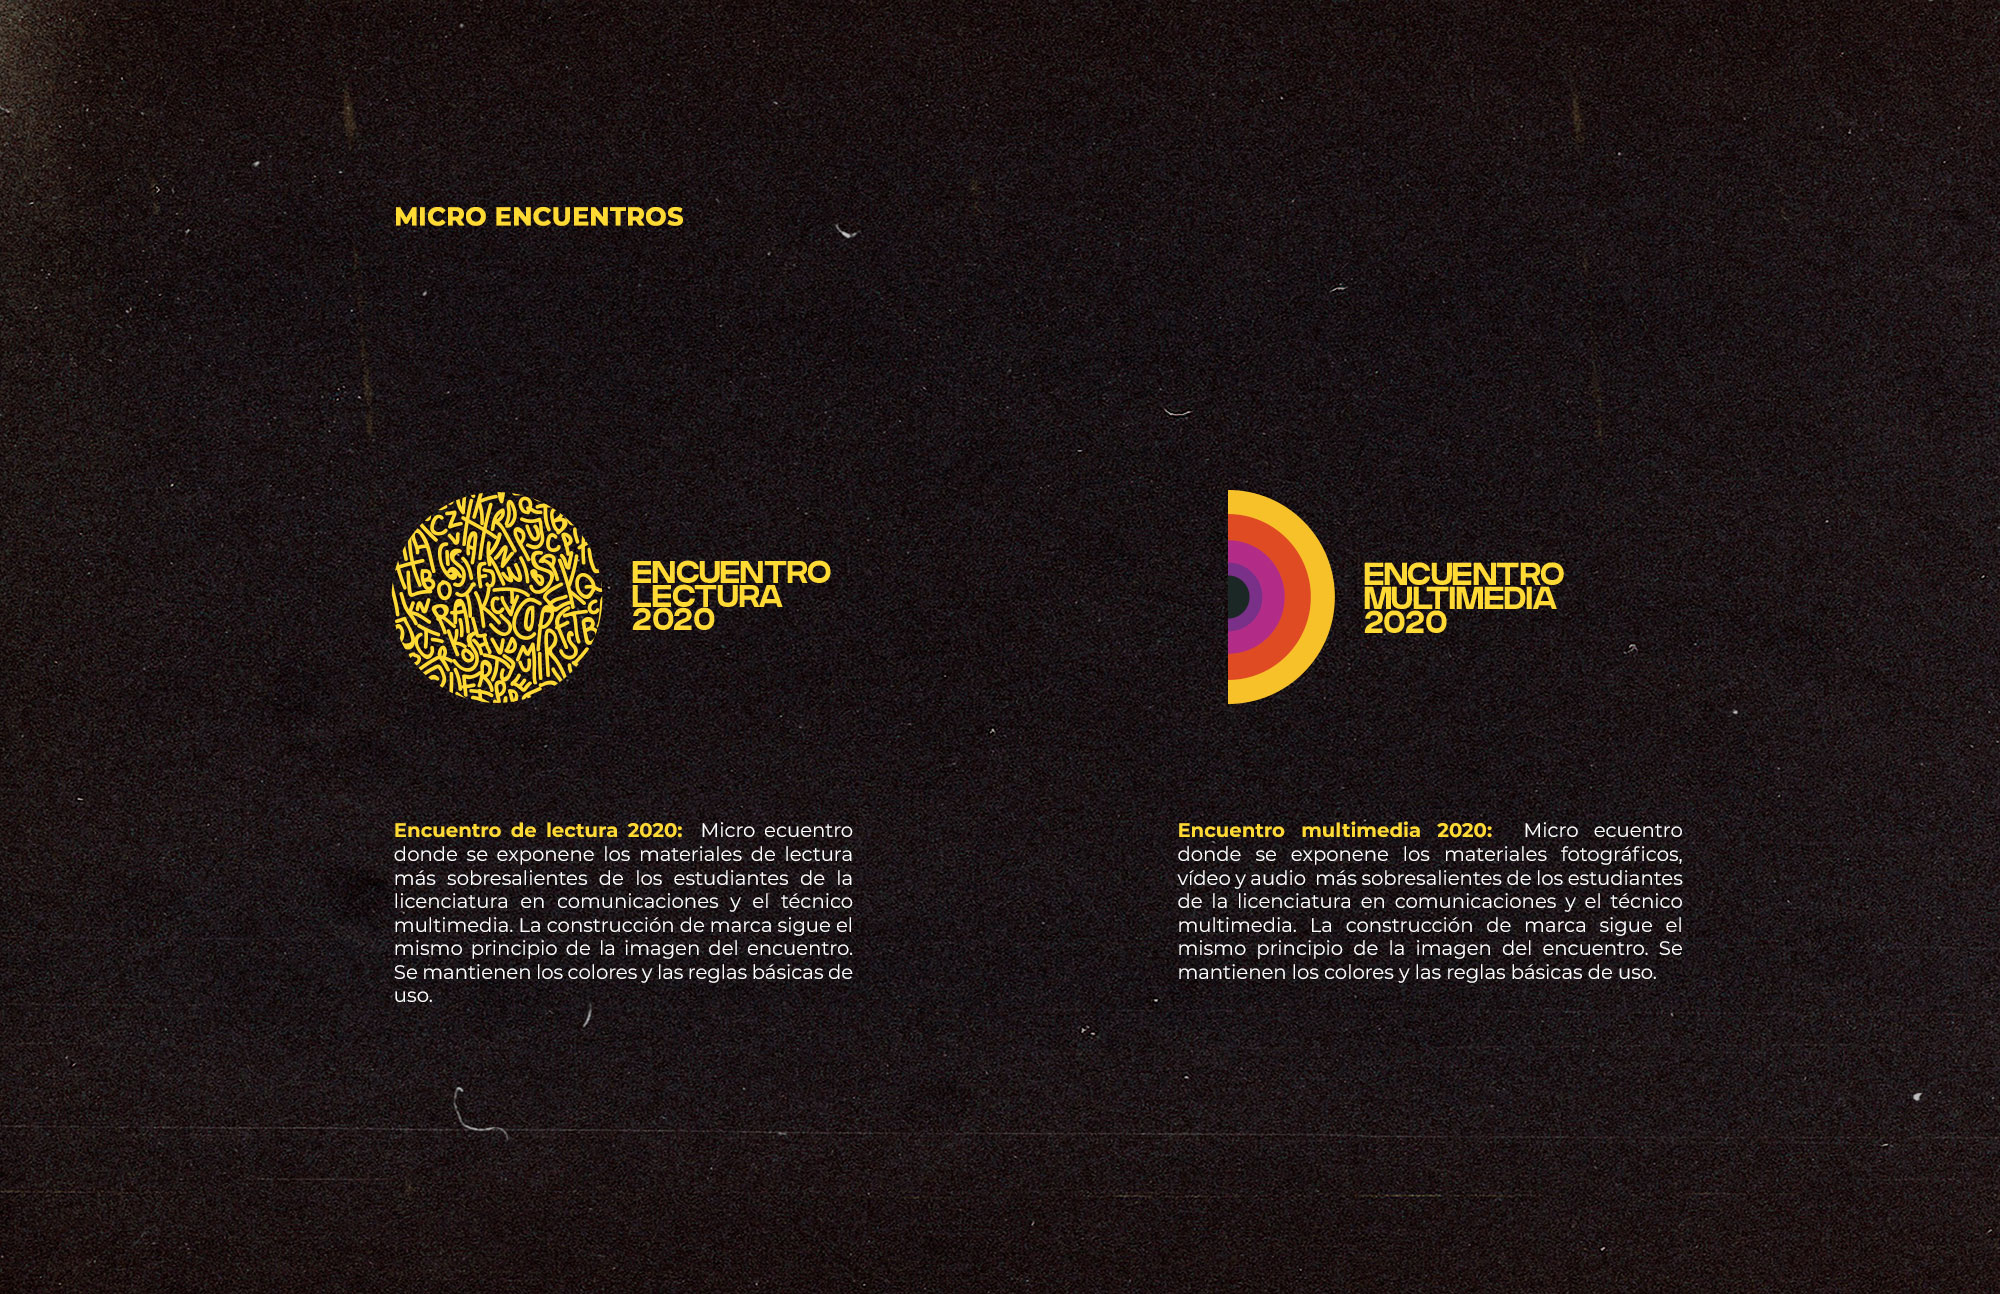 MICRO ENCUENTROS
ENCUENTRO
LECTURA
2020
ENCUENTRO
MULTIMEDIA
2020
Encuentro de lectura 2020: Micro ecuentro
donde se exponene los materiales de lectura
más sobresalientes de los estudiantes de la
licenciatura en comunicaciones y el técnico
multimedia. La construcción de marca sigue el
mismo principio de la imagen del encuentro.
Se mantienen los colores y las reglas básicas de
uso.
Encuentro multimedia 2020: Micro ecuentro
donde se exponene los materiales fotográficos,
vídeo y audio más sobresalientes de los estudiantes
de la licenciatura en comunicaciones y el técnico
multimedia. La construcción de marca sigue el
mismo principio de la imagen del encuentro. Se
mantienen los colores y las reglas básicas de uso.